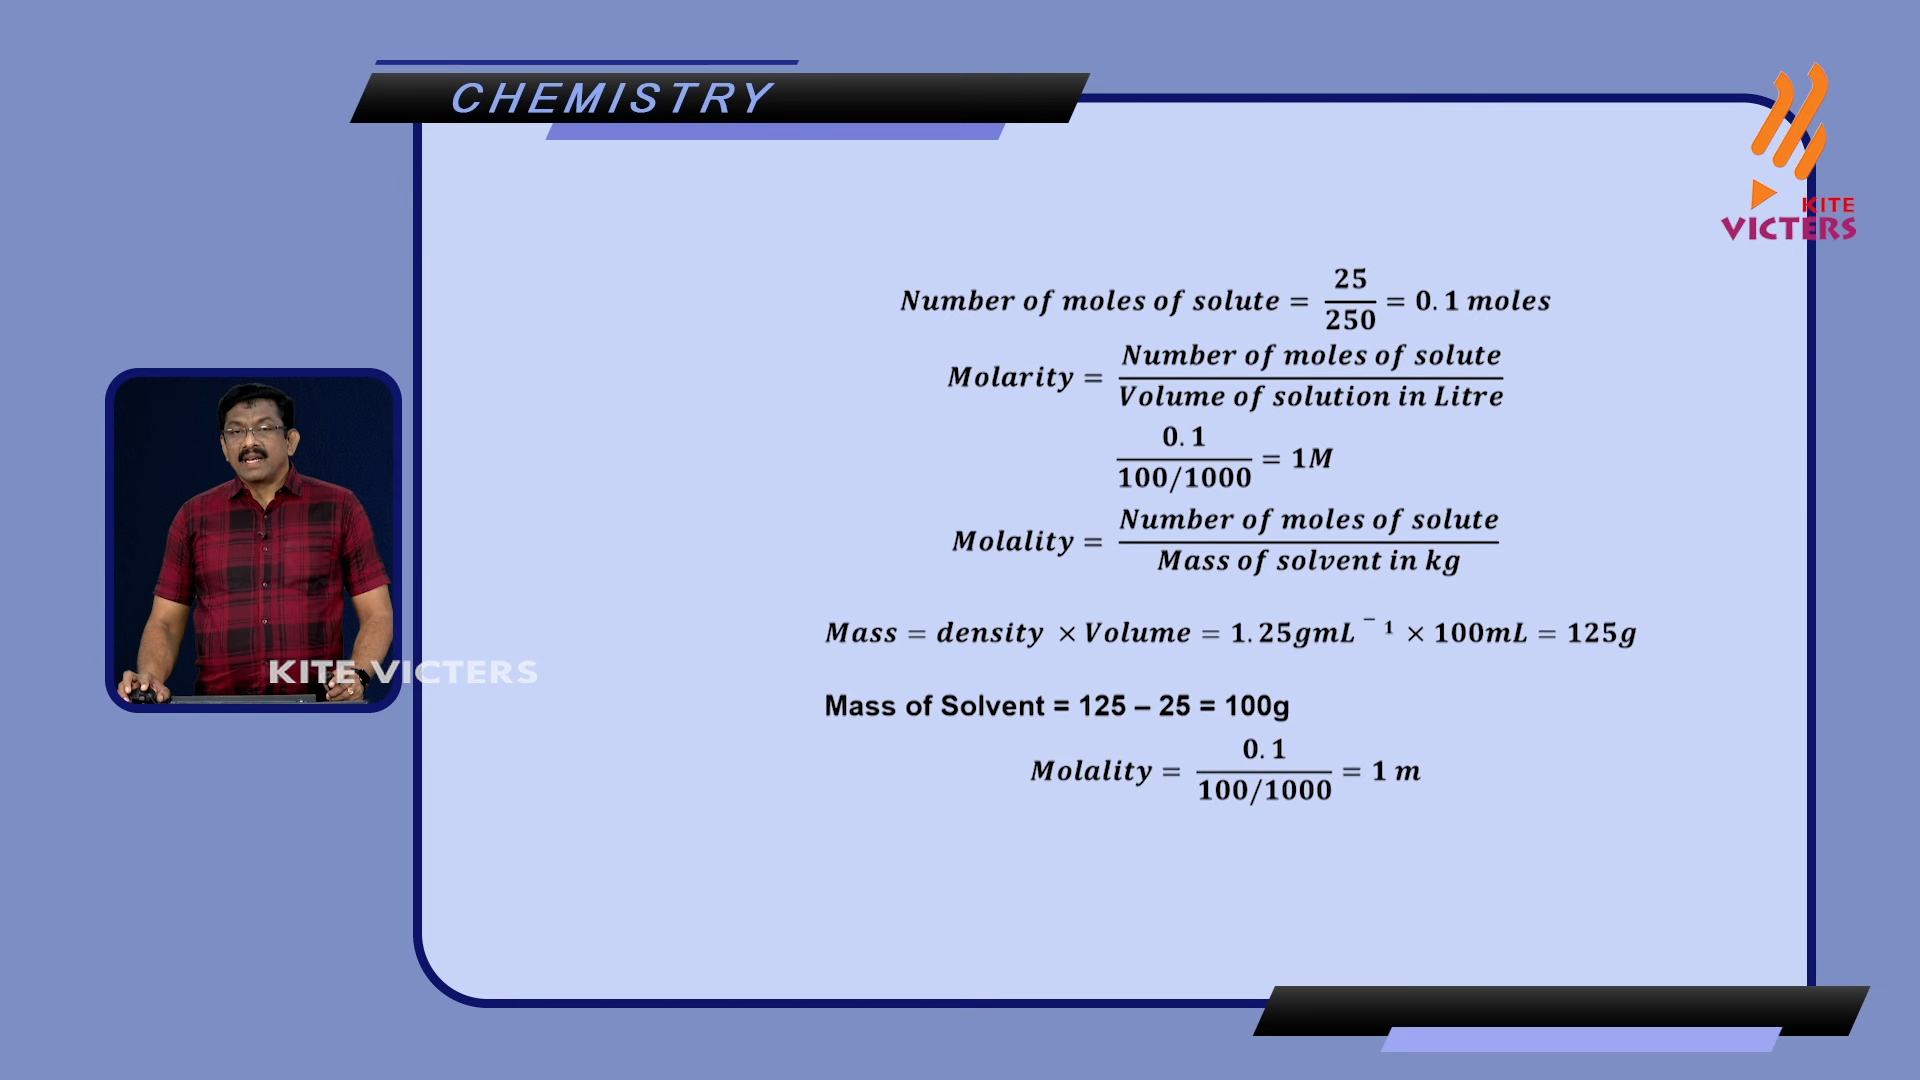 CHEMISTRY
KITE
VICTERS
Number of moles of solute = 25/250 = 0.1 moles
Molarity = Number of moles of solute / Volume of solution in Litre
0.1 / 100/1000 = 1M
Molality = Number of moles of solute / Mass of solvent in kg
Mass = density × Volume = 1.25gmL⁻¹ × 100mL = 125g
KITE VICTERS
Mass of Solvent = 125 – 25 = 100g
Molality = 0.1 / 100/1000 = 1 m